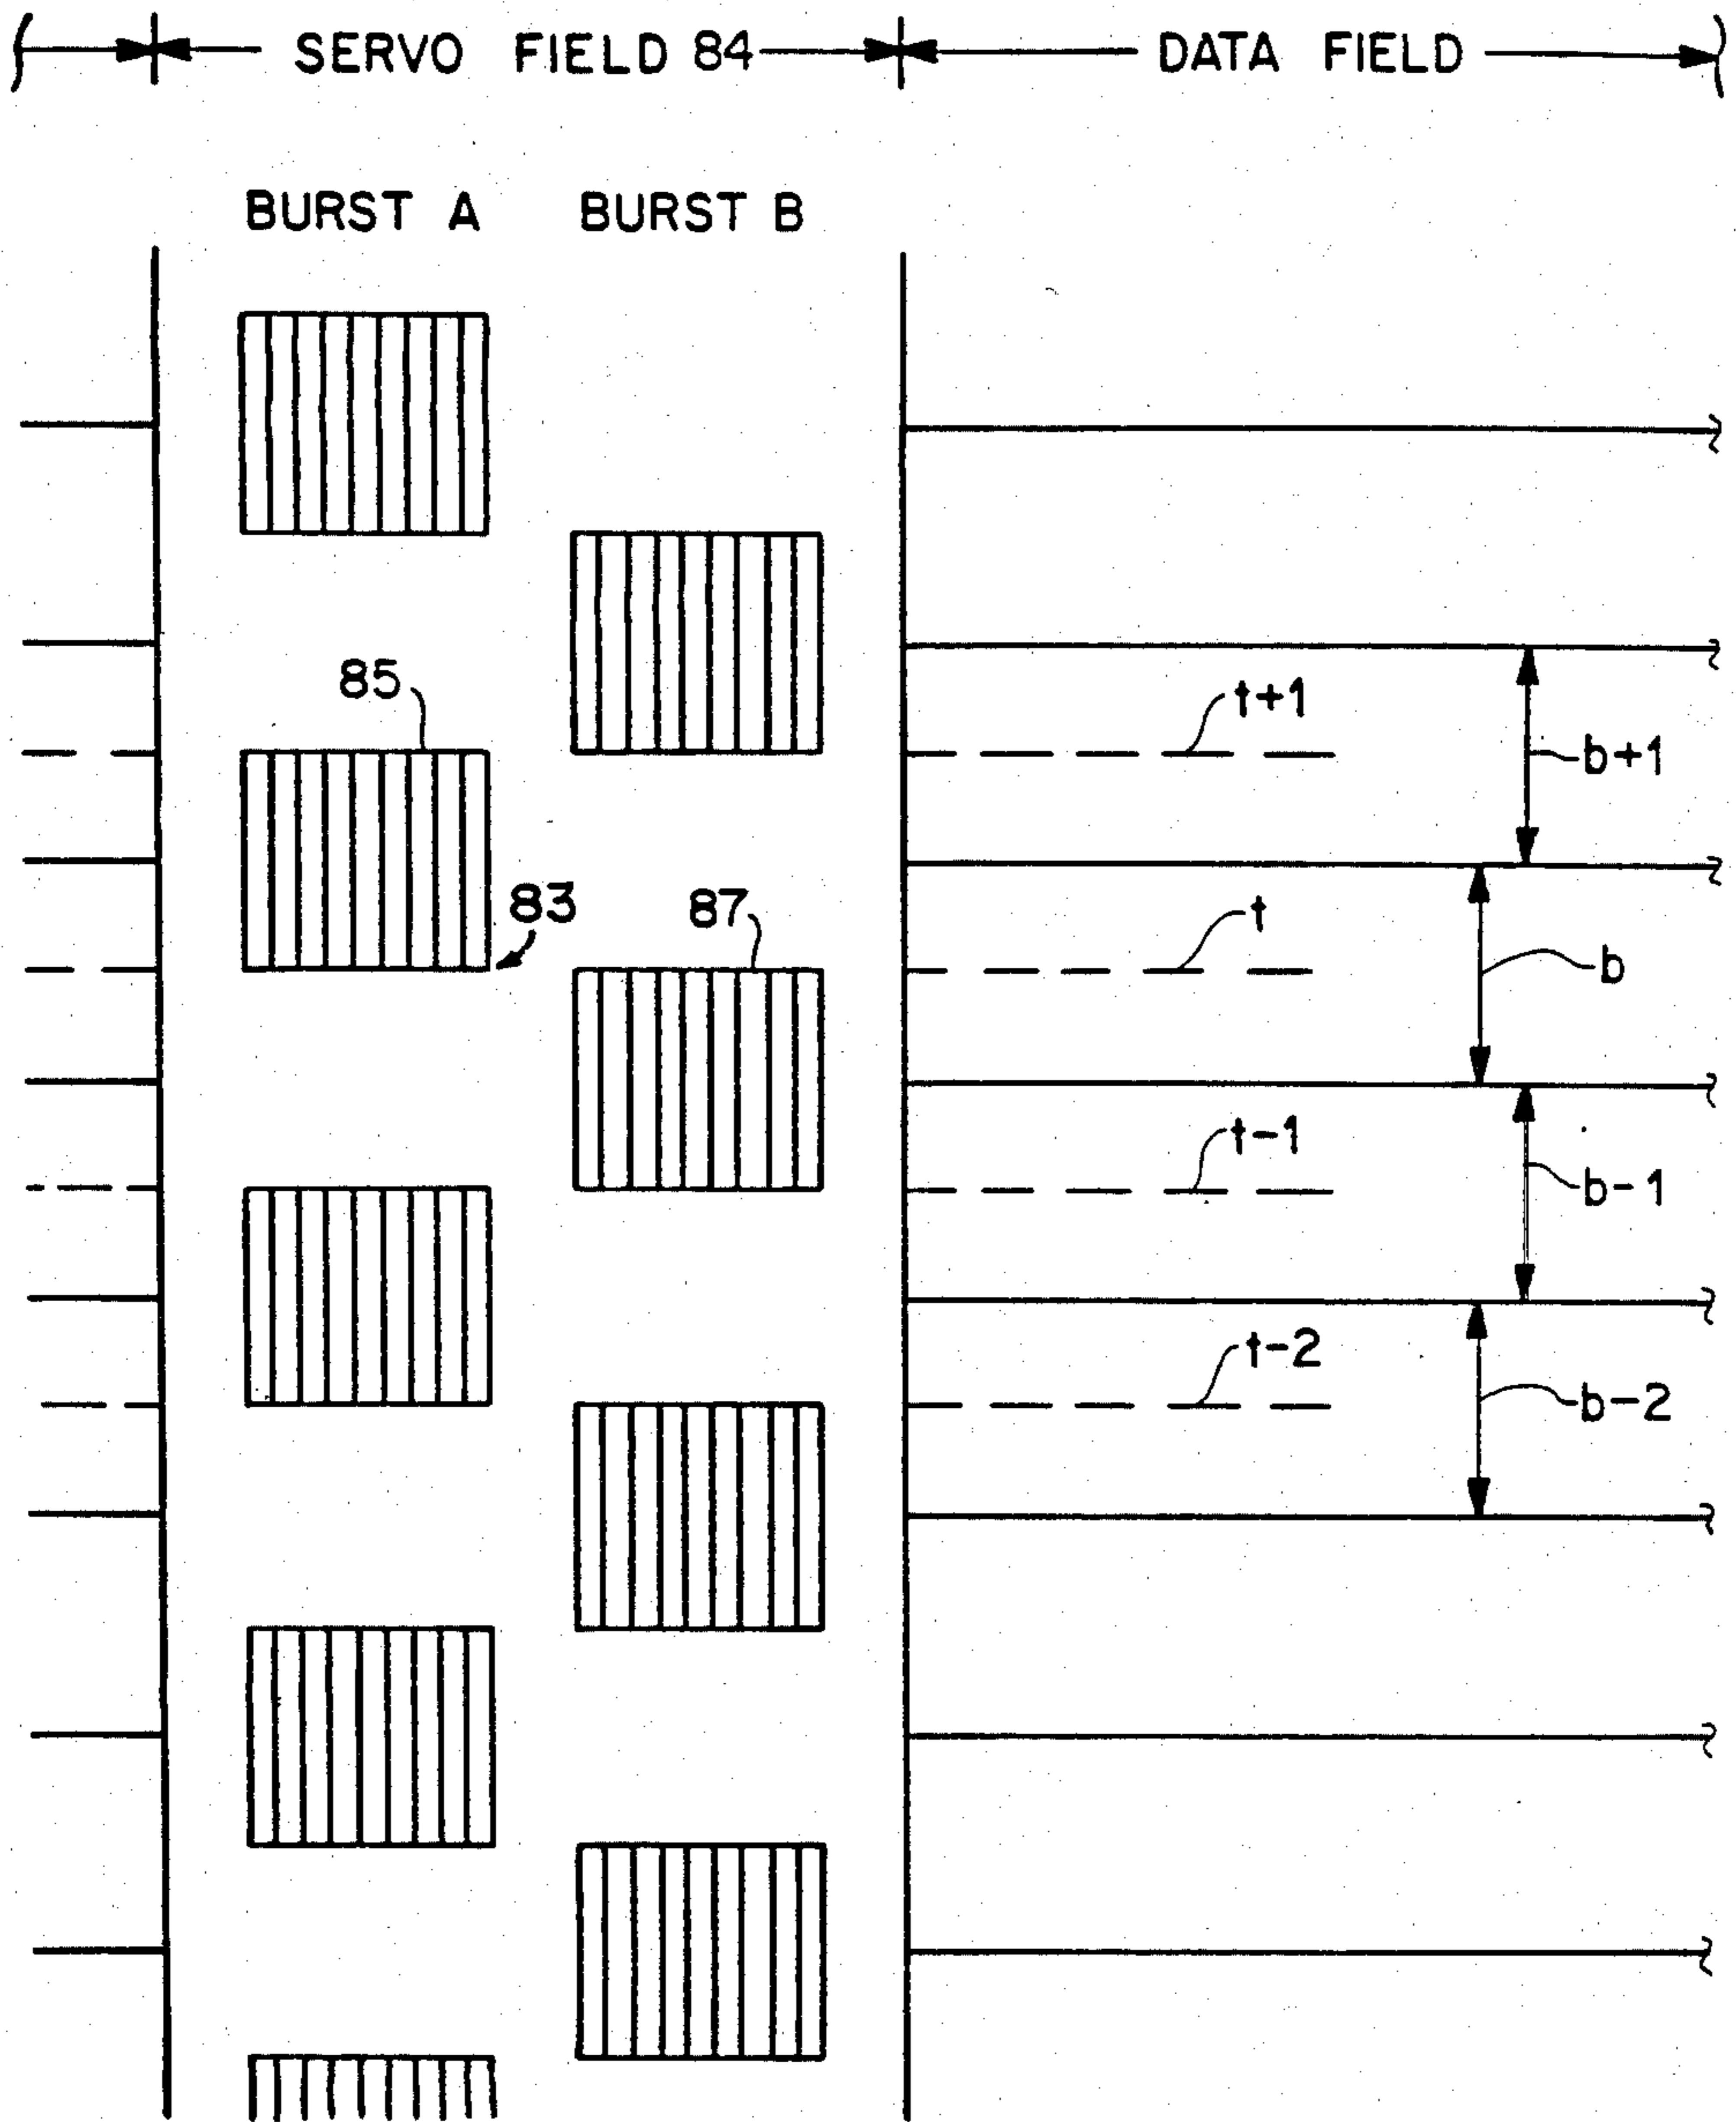 SERVO FIELD 84
DATA FIELD
BURST A
BURST B
85
t+1
b+1
83
87
t
b
t-1
b-1
t-2
b-2